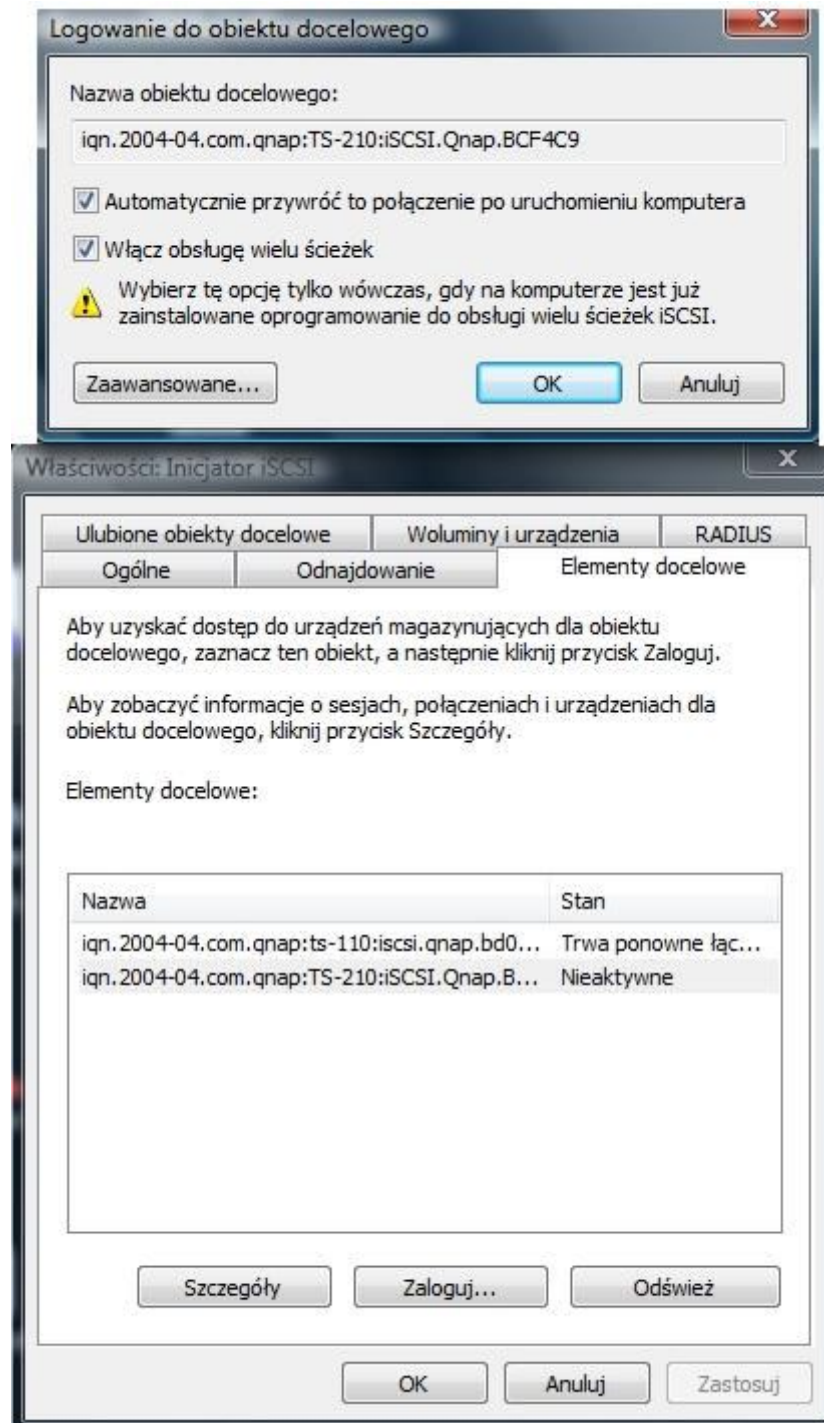 Logowanie do obiektu docelowego
Nazwa obiektu docelowego:
iqn.2004-04.com.qnap:TS-210:iSCSI.Qnap.BCF4C9
Automatycznie przywróć to połączenie po uruchomieniu komputera
Włącz obsługę wielu ścieżek
Wybierz tę opcję tylko wówczas, gdy na komputerze jest już
zainstalowane oprogramowanie do obsługi wielu ścieżek iSCSI.
Zaawansowane... OK Anuluj
Właściwości: Inicjator iSCSI
Ulubione obiekty docelowe Woluminy i urządzenia RADIUS
Ogólne Odnajdowanie Elementy docelowe
Aby uzyskać dostęp do urządzeń magazynujących dla obiektu
docelowego, zaznacz ten obiekt, a następnie kliknij przycisk Zaloguj.
Aby zobaczyć informacje o sesjach, połączeniach i urządzeniach dla
obiektu docelowego, kliknij przycisk Szczegóły.
Elementy docelowe:
Nazwa Stan
iqn.2004-04.com.qnap:ts-110:iscsi.qnap.bd0... Trwa ponowne łąc...
iqn.2004-04.com.qnap:TS-210:iSCSI.Qnap.B... Nieaktywne
Szczegóły Zaloguj... Odśwież
OK Anuluj Zastosuj